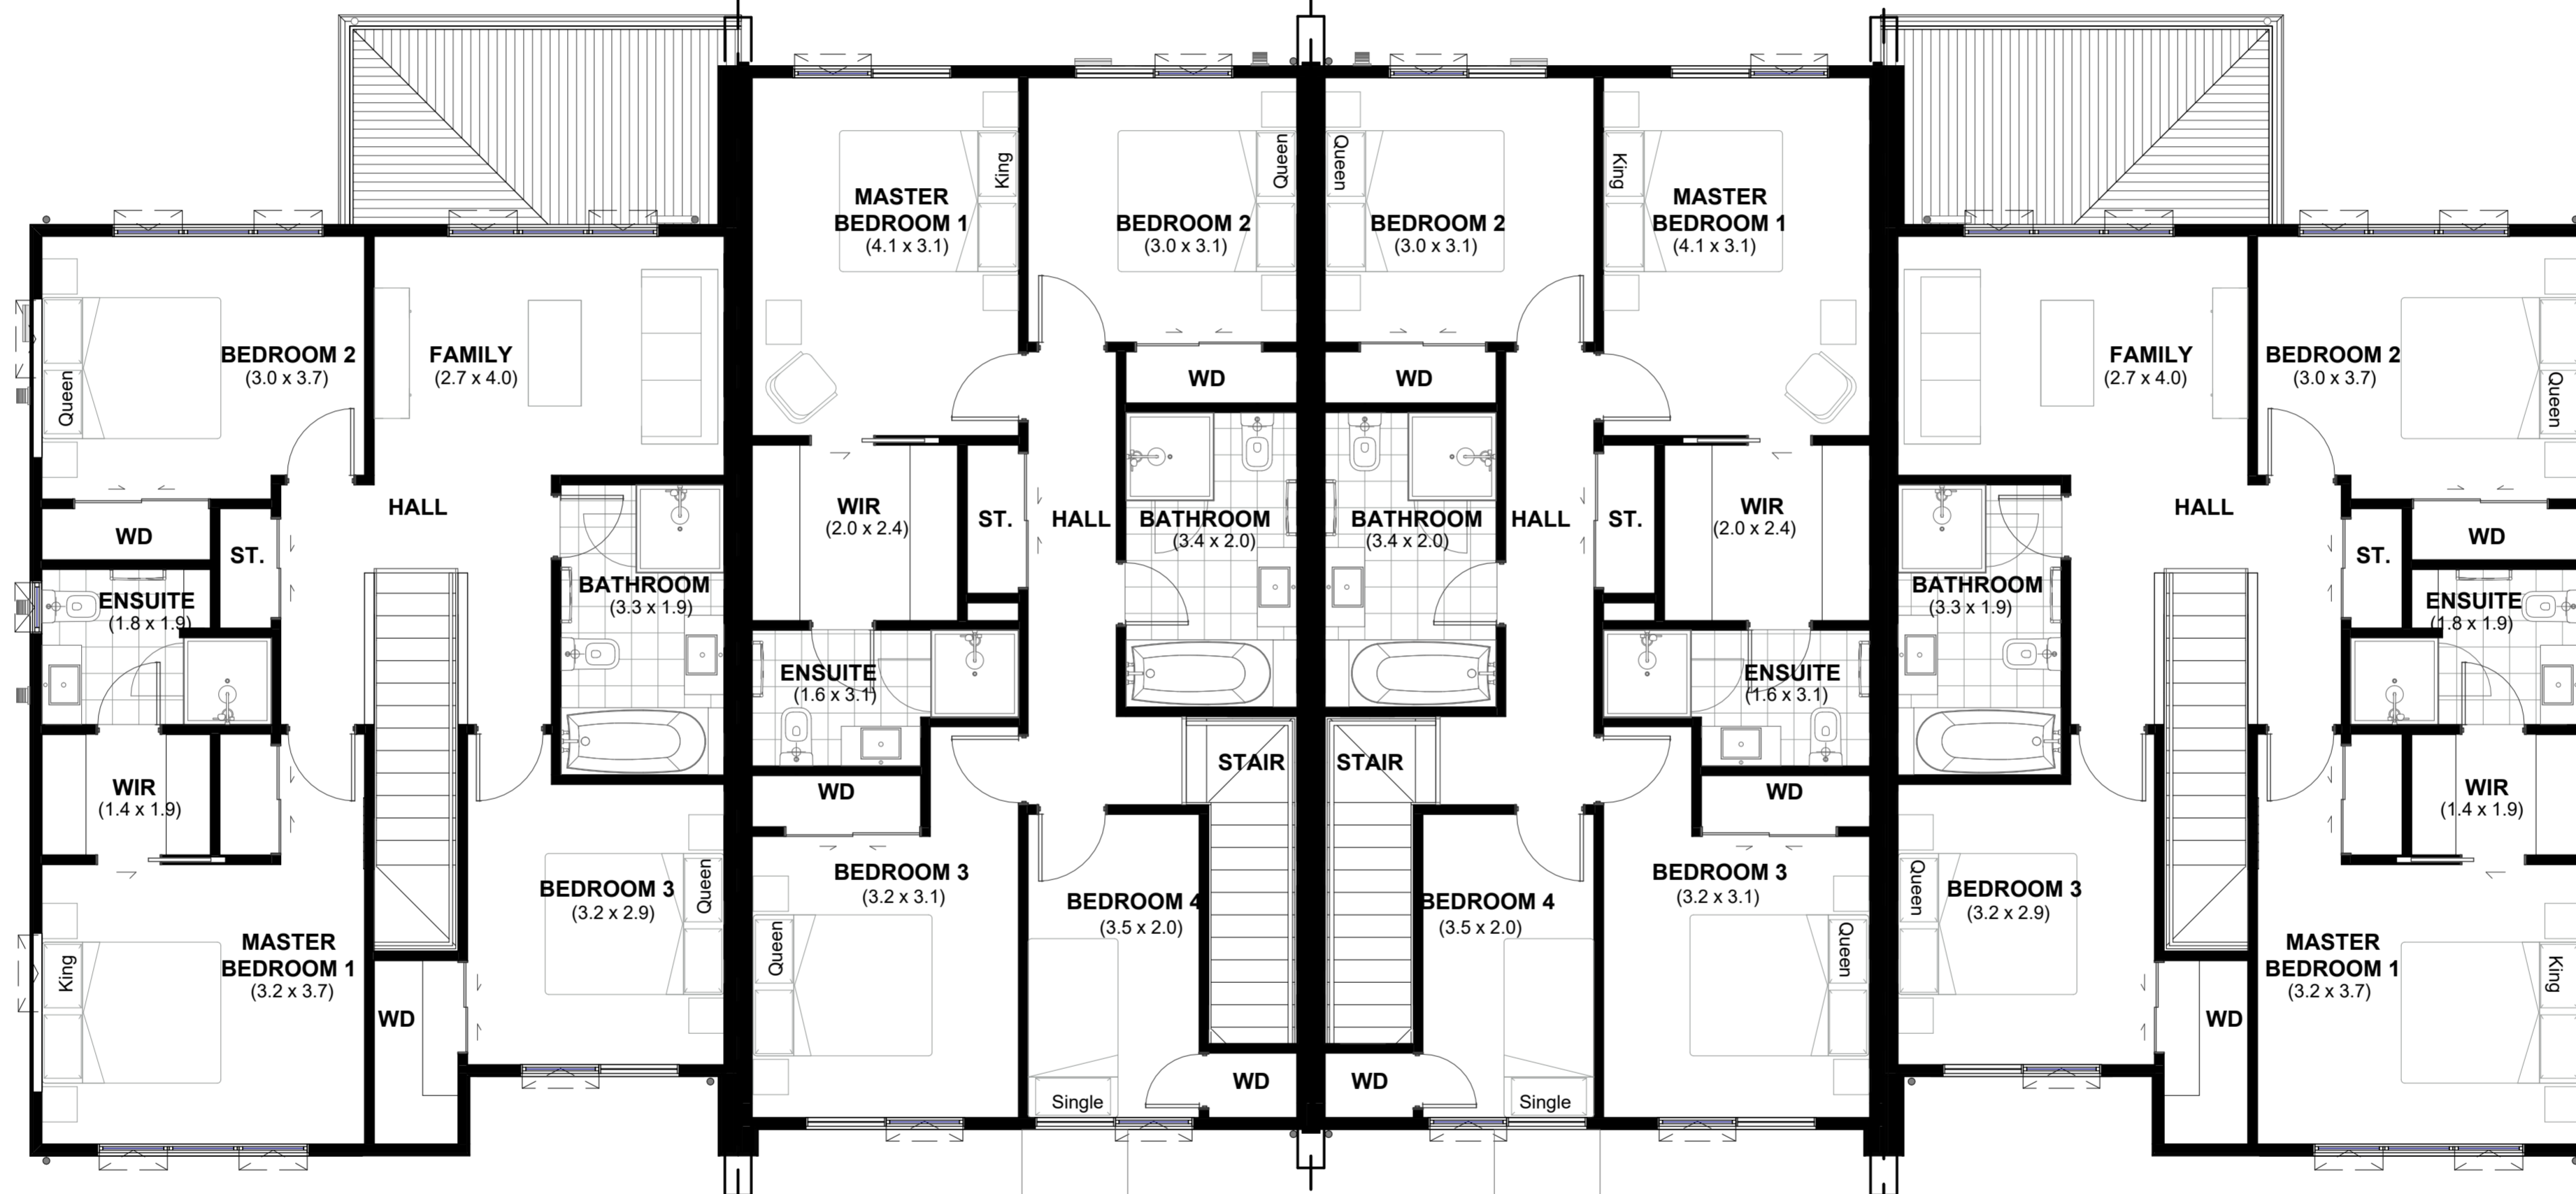 MASTER
BEDROOM 1
(4.1 x 3.1)
King
BEDROOM 2
(3.0 x 3.1)
Queen
Queen
BEDROOM 2
(3.0 x 3.1)
King
MASTER
BEDROOM 1
(4.1 x 3.1)
BEDROOM 2
(3.0 x 3.7)
Queen
FAMILY
(2.7 x 4.0)
WD
WD
FAMILY
(2.7 x 4.0)
BEDROOM 2
(3.0 x 3.7)
Queen
HALL
WD
ST.
WIR
(2.0 x 2.4)
ST.
HALL
BATHROOM
(3.4 x 2.0)
BATHROOM
(3.4 x 2.0)
HALL
ST.
WIR
(2.0 x 2.4)
HALL
ST.
WD
ENSUITE
(1.8 x 1.9)
BATHROOM
(3.3 x 1.9)
ENSUITE
(1.6 x 3.1)
ENSUITE
(1.6 x 3.1)
BATHROOM
(3.3 x 1.9)
ENSUITE
(1.8 x 1.9)
WIR
(1.4 x 1.9)
WD
STAIR
STAIR
WD
WIR
(1.4 x 1.9)
BEDROOM 3
(3.2 x 2.9)
Queen
BEDROOM 3
(3.2 x 3.1)
Queen
BEDROOM 4
(3.5 x 2.0)
BEDROOM 4
(3.5 x 2.0)
BEDROOM 3
(3.2 x 3.1)
Queen
Queen
BEDROOM 3
(3.2 x 2.9)
MASTER
BEDROOM 1
(3.2 x 3.7)
King
WD
WD
MASTER
BEDROOM 1
(3.2 x 3.7)
King
Single
WD
WD
Single